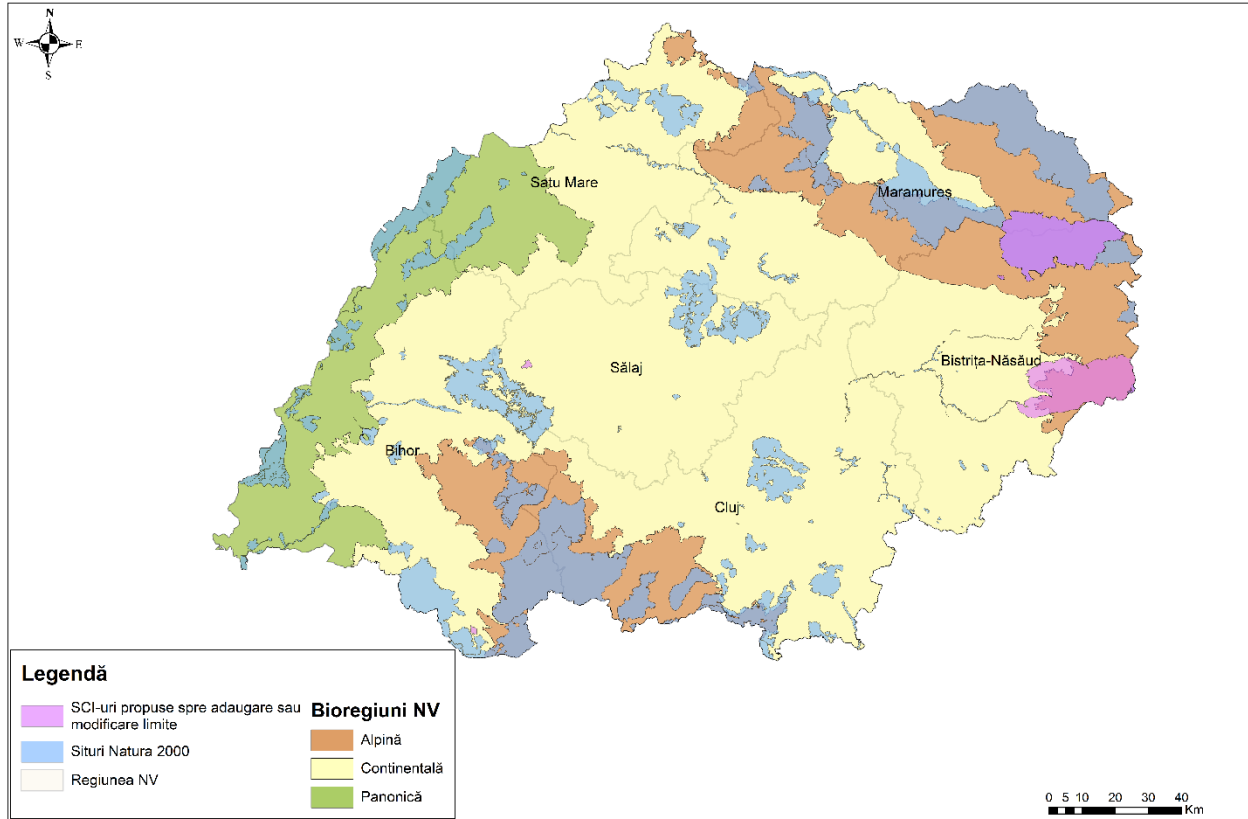 N
W E
S
Satu Mare
Maramureș
Sălaj
Bistrița-Năsăud
Bihor
Cluj
Legendă
SCI-uri propuse spre adaugare sau
modificare limite
Situri Natura 2000
Regiunea NV
Bioregiuni NV
Alpină
Continentală
Panonică
0 5 10 20 30 40
Km